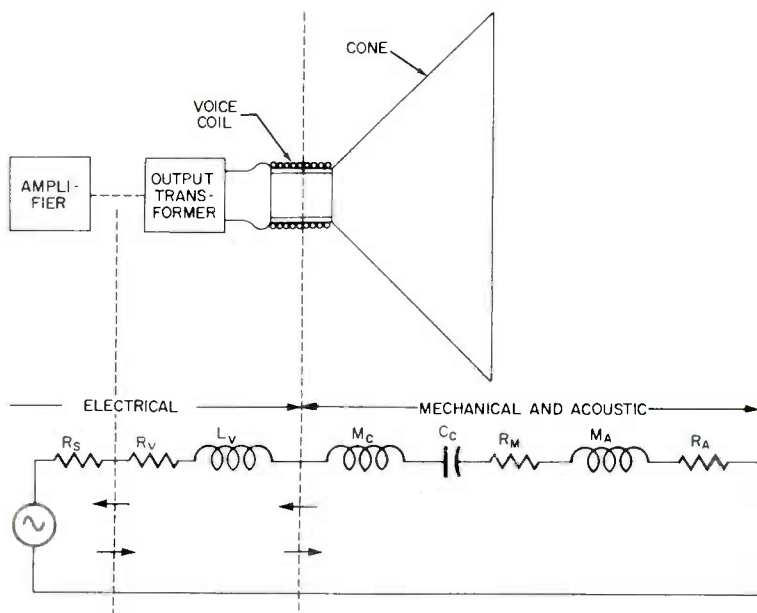 CONE
VOICE
COIL
AMPLI-
FIER
OUTPUT
TRANS-
FORMER
ELECTRICAL
MECHANICAL AND ACOUSTIC
RS
RV
LV
MC
CC
RM
MA
RA